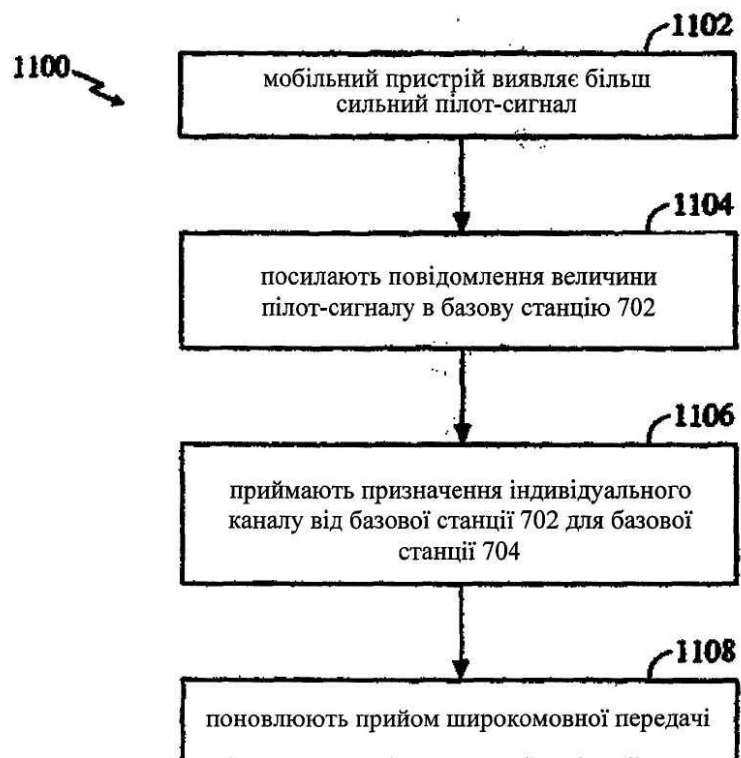 1102
1100
мобільний пристрій виявляє більш
сильний пілот-сигнал
1104
посилають повідомлення величини
пілот-сигналу в базову станцію 702
1106
приймають призначення індивідуального
каналу від базової станції 702 для базової
станції 704
1108
поновлюють прийом широкомовної передачі